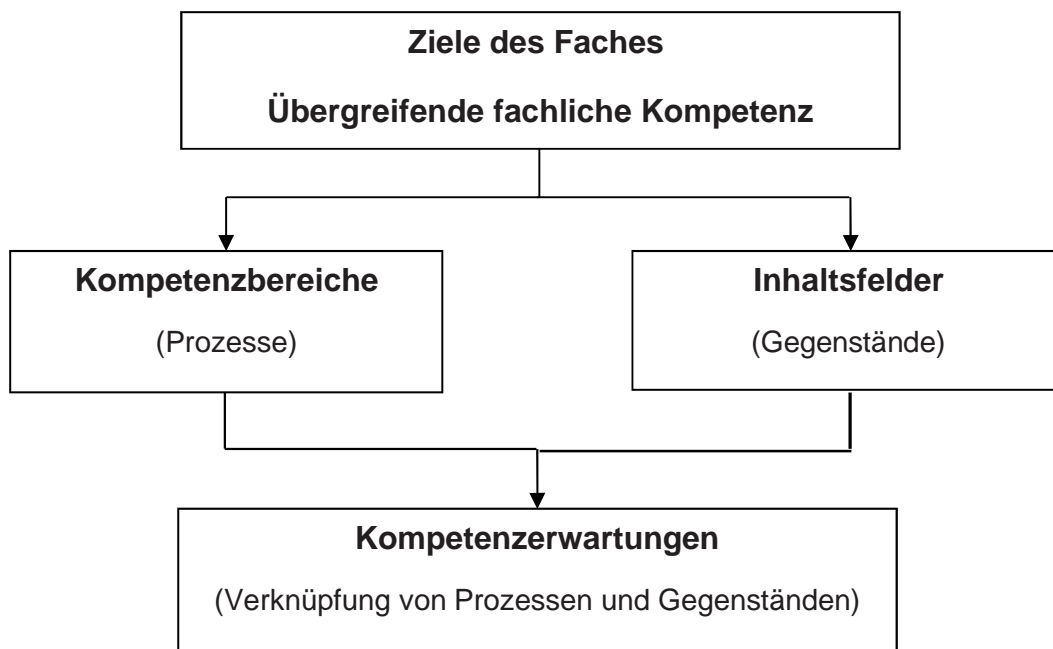 Ziele des Faches
Übergreifende fachliche Kompetenz
Kompetenzbereiche
(Prozesse)
Inhaltsfelder
(Gegenstände)
Kompetenzerwartungen
(Verknüpfung von Prozessen und Gegenständen)